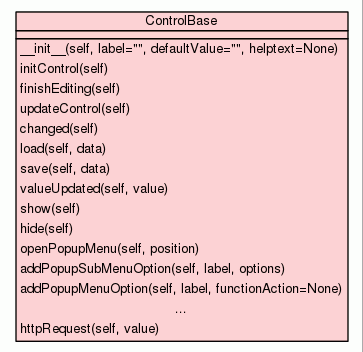 ControlBase
__init__(self, label="", defaultValue="", helptext=None)
initControl(self)
finishEditing(self)
updateControl(self)
changed(self)
load(self, data)
save(self, data)
valueUpdated(self, value)
show(self)
hide(self)
openPopupMenu(self, position)
addPopupSubMenuOption(self, label, options)
addPopupMenuOption(self, label, functionAction=None)
...
httpRequest(self, value)